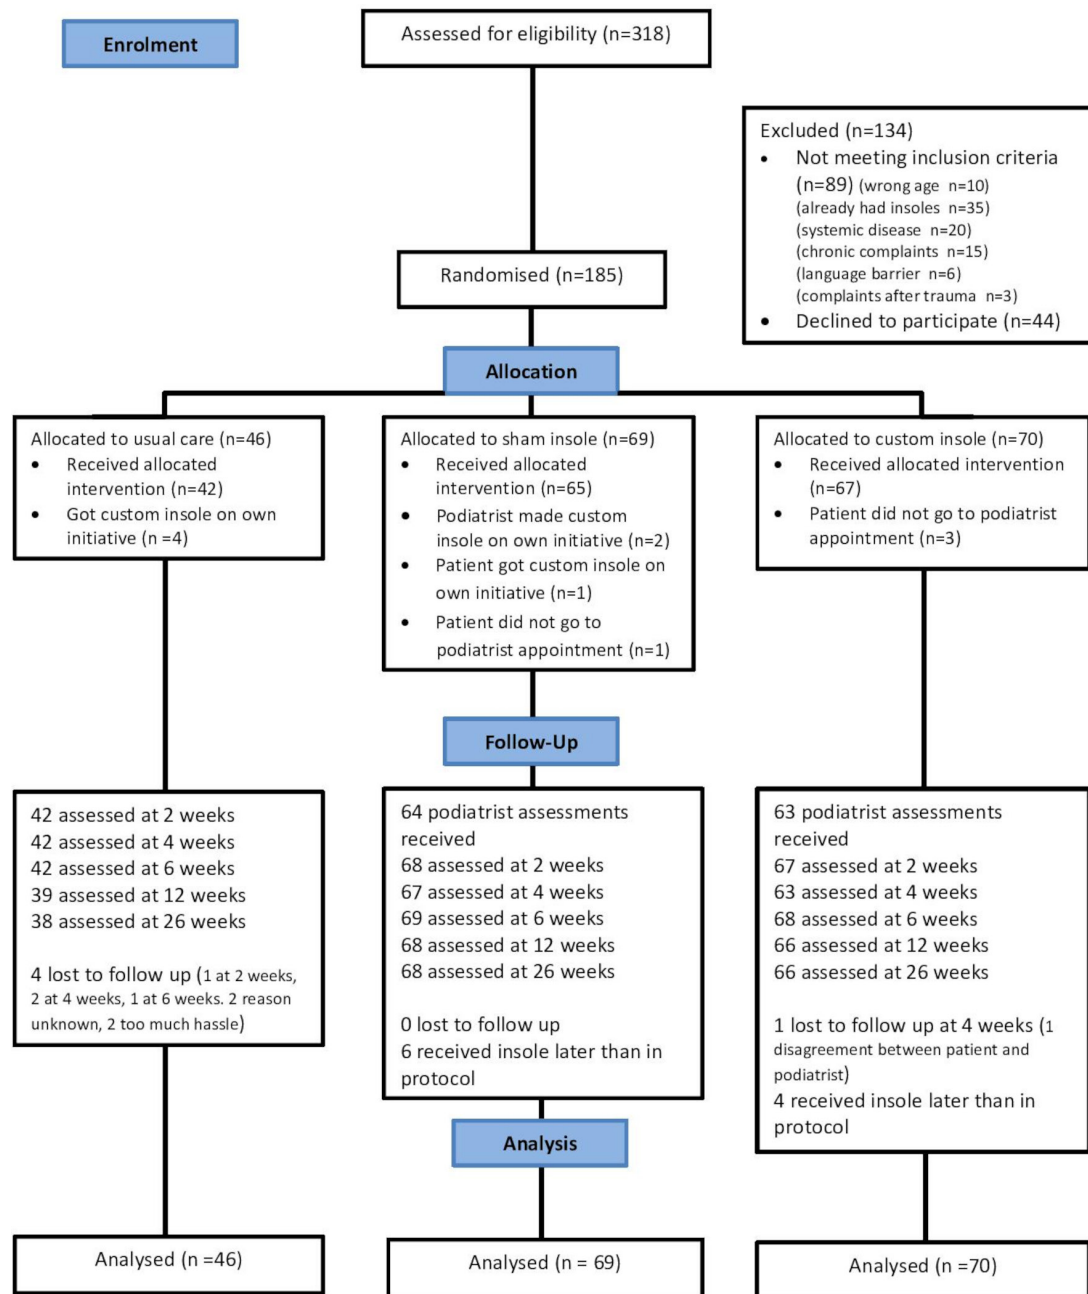 Enrolment
Assessed for eligibility (n=318)
Excluded (n=134)
• Not meeting inclusion criteria
(n=89) (wrong age n=10)
(already had insoles n=35)
(systemic disease n=20)
(chronic complaints n=15)
(language barrier n=6)
(complaints after trauma n=3)
• Declined to participate (n=44)
Randomised (n=185)
Allocation
Allocated to usual care (n=46)
• Received allocated
intervention (n=42)
• Got custom insole on own
initiative (n =4)
Allocated to sham insole (n=69)
• Received allocated
intervention (n=65)
• Podiatrist made custom
insole on own initiative (n=2)
• Patient got custom insole on
own initiative (n=1)
• Patient did not go to
podiatrist appointment (n=1)
Allocated to custom insole (n=70)
• Received allocated intervention
(n=67)
• Patient did not go to podiatrist
appointment (n=3)
Follow-Up
42 assessed at 2 weeks
42 assessed at 4 weeks
42 assessed at 6 weeks
39 assessed at 12 weeks
38 assessed at 26 weeks
4 lost to follow up (1 at 2 weeks,
2 at 4 weeks, 1 at 6 weeks. 2 reason
unknown, 2 too much hassle)
64 podiatrist assessments
received
68 assessed at 2 weeks
67 assessed at 4 weeks
69 assessed at 6 weeks
68 assessed at 12 weeks
68 assessed at 26 weeks
0 lost to follow up
6 received insole later than in
protocol
63 podiatrist assessments
received
67 assessed at 2 weeks
63 assessed at 4 weeks
68 assessed at 6 weeks
66 assessed at 12 weeks
66 assessed at 26 weeks
1 lost to follow up at 4 weeks (1
disagreement between patient and
podiatrist)
4 received insole later than in
protocol
Analysis
Analysed (n =46)
Analysed (n = 69)
Analysed (n =70)